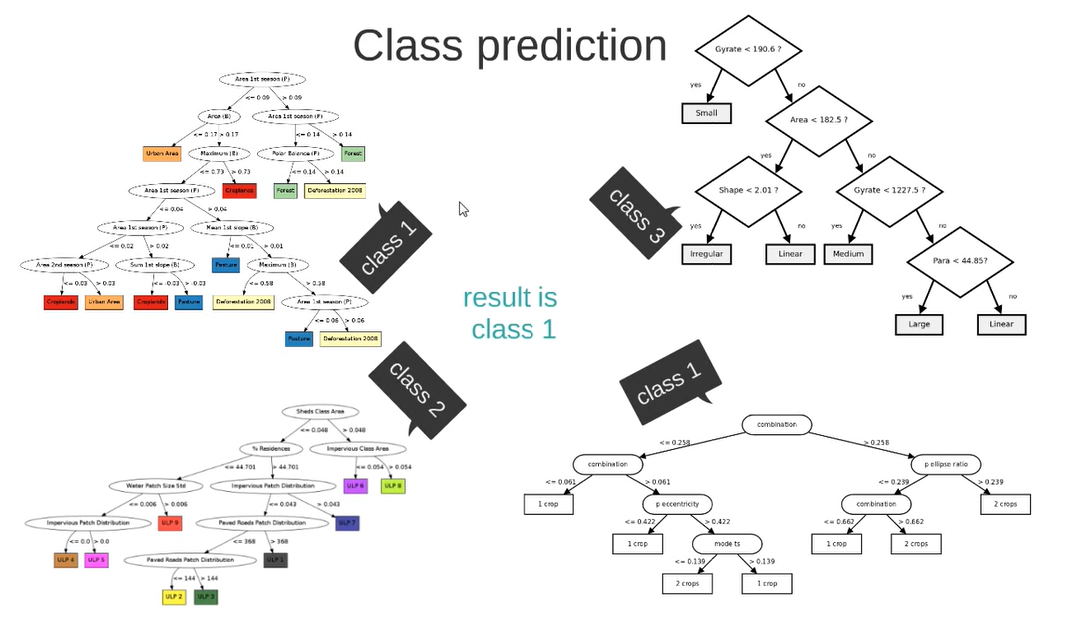 Class prediction
Area 1st season (P)
<= 0.09
> 0.09
Area (B)
Area 1st season (P)
<= 0.17
> 0.17
<= 0.14
> 0.14
Urban Area
Maximum (B)
Polar Balance (P)
Forest
<= 0.73
> 0.73
<= 0.14
> 0.14
Area 1st season (P)
Croplands
Forest
Deforestation 2008
<= 0.06
> 0.06
Area 1st season (P)
Mean 1st slope (B)
<= 0.02
> 0.02
<= 0.01
> 0.01
Area 2nd season (P)
Sum 1st slope (B)
Pasture
Maximum (B)
<= 0.03
> 0.03
<= -0.03
> -0.03
<= 0.58
> 0.58
Croplands
Urban Area
Croplands
Pasture
Deforestation 2008
Area 1st season (P)
<= 0.06
> 0.06
Pasture
Deforestation 2008
class 1
Gyrate < 190.6 ?
yes
no
Small
Area < 182.5 ?
yes
no
Shape < 2.01 ?
Gyrate < 1227.5 ?
yes
no
yes
no
Irregular
Linear
Medium
Para < 44.85?
yes
no
Large
Linear
class 3
result is
class 1
class 2
Sheds Class Area
<= 0.048
> 0.048
% Residences
Impervious Class Area
<= 44.701
> 44.701
<= 0.054
> 0.054
Water Patch Size Std
Impervious Patch Distribution
ULP 6
ULP 8
<= 0.006
> 0.006
<= 0.043
> 0.043
Impervious Patch Distribution
ULP 9
Paved Roads Patch Distribution
ULP 7
<= 0.0
> 0.0
<= 368
> 368
ULP 4
ULP 5
Paved Roads Patch Distribution
ULP 1
<= 144
> 144
ULP 2
ULP 3
class 1
combination
<= 0.258
> 0.258
combination
p ellipse ratio
<= 0.061
> 0.061
<= 0.239
> 0.239
1 crop
p eccentricity
combination
2 crops
<= 0.422
> 0.422
<= 0.662
> 0.662
1 crop
mode ts
1 crop
2 crops
<= 0.139
> 0.139
2 crops
1 crop